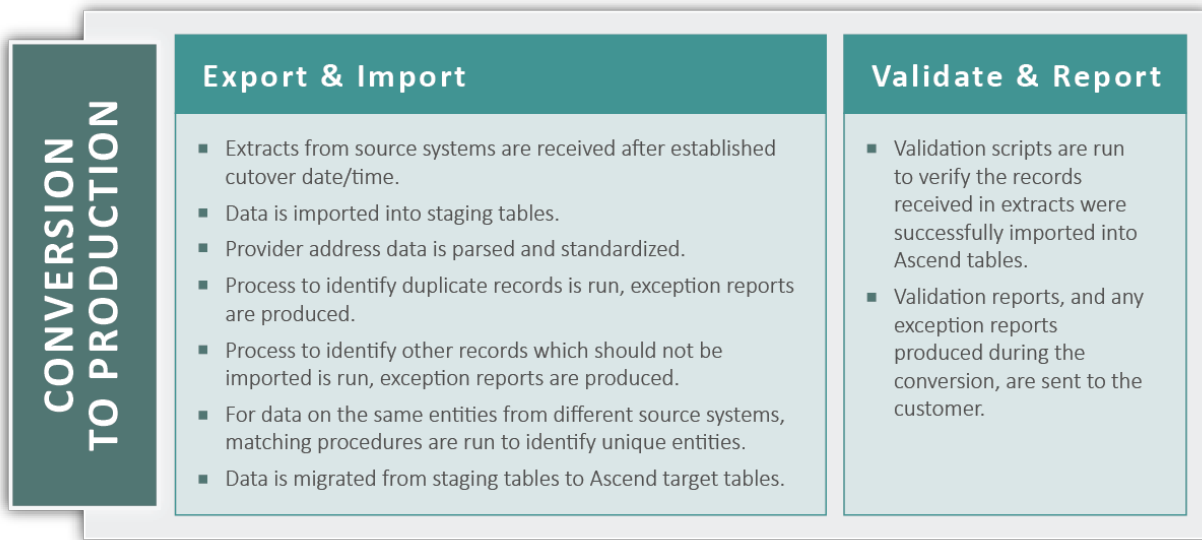 CONVERSION
TO PRODUCTION
Export & Import
Extracts from source systems are received after established
cutover date/time.
Data is imported into staging tables.
Provider address data is parsed and standardized.
Process to identify duplicate records is run, exception reports
are produced.
Process to identify other records which should not be
imported is run, exception reports are produced.
For data on the same entities from different source systems,
matching procedures are run to identify unique entities.
Data is migrated from staging tables to Ascend target tables.
Validate & Report
Validation scripts are run
to verify the records
received in extracts were
successfully imported into
Ascend tables.
Validation reports, and any
exception reports
produced during the
conversion, are sent to the
customer.